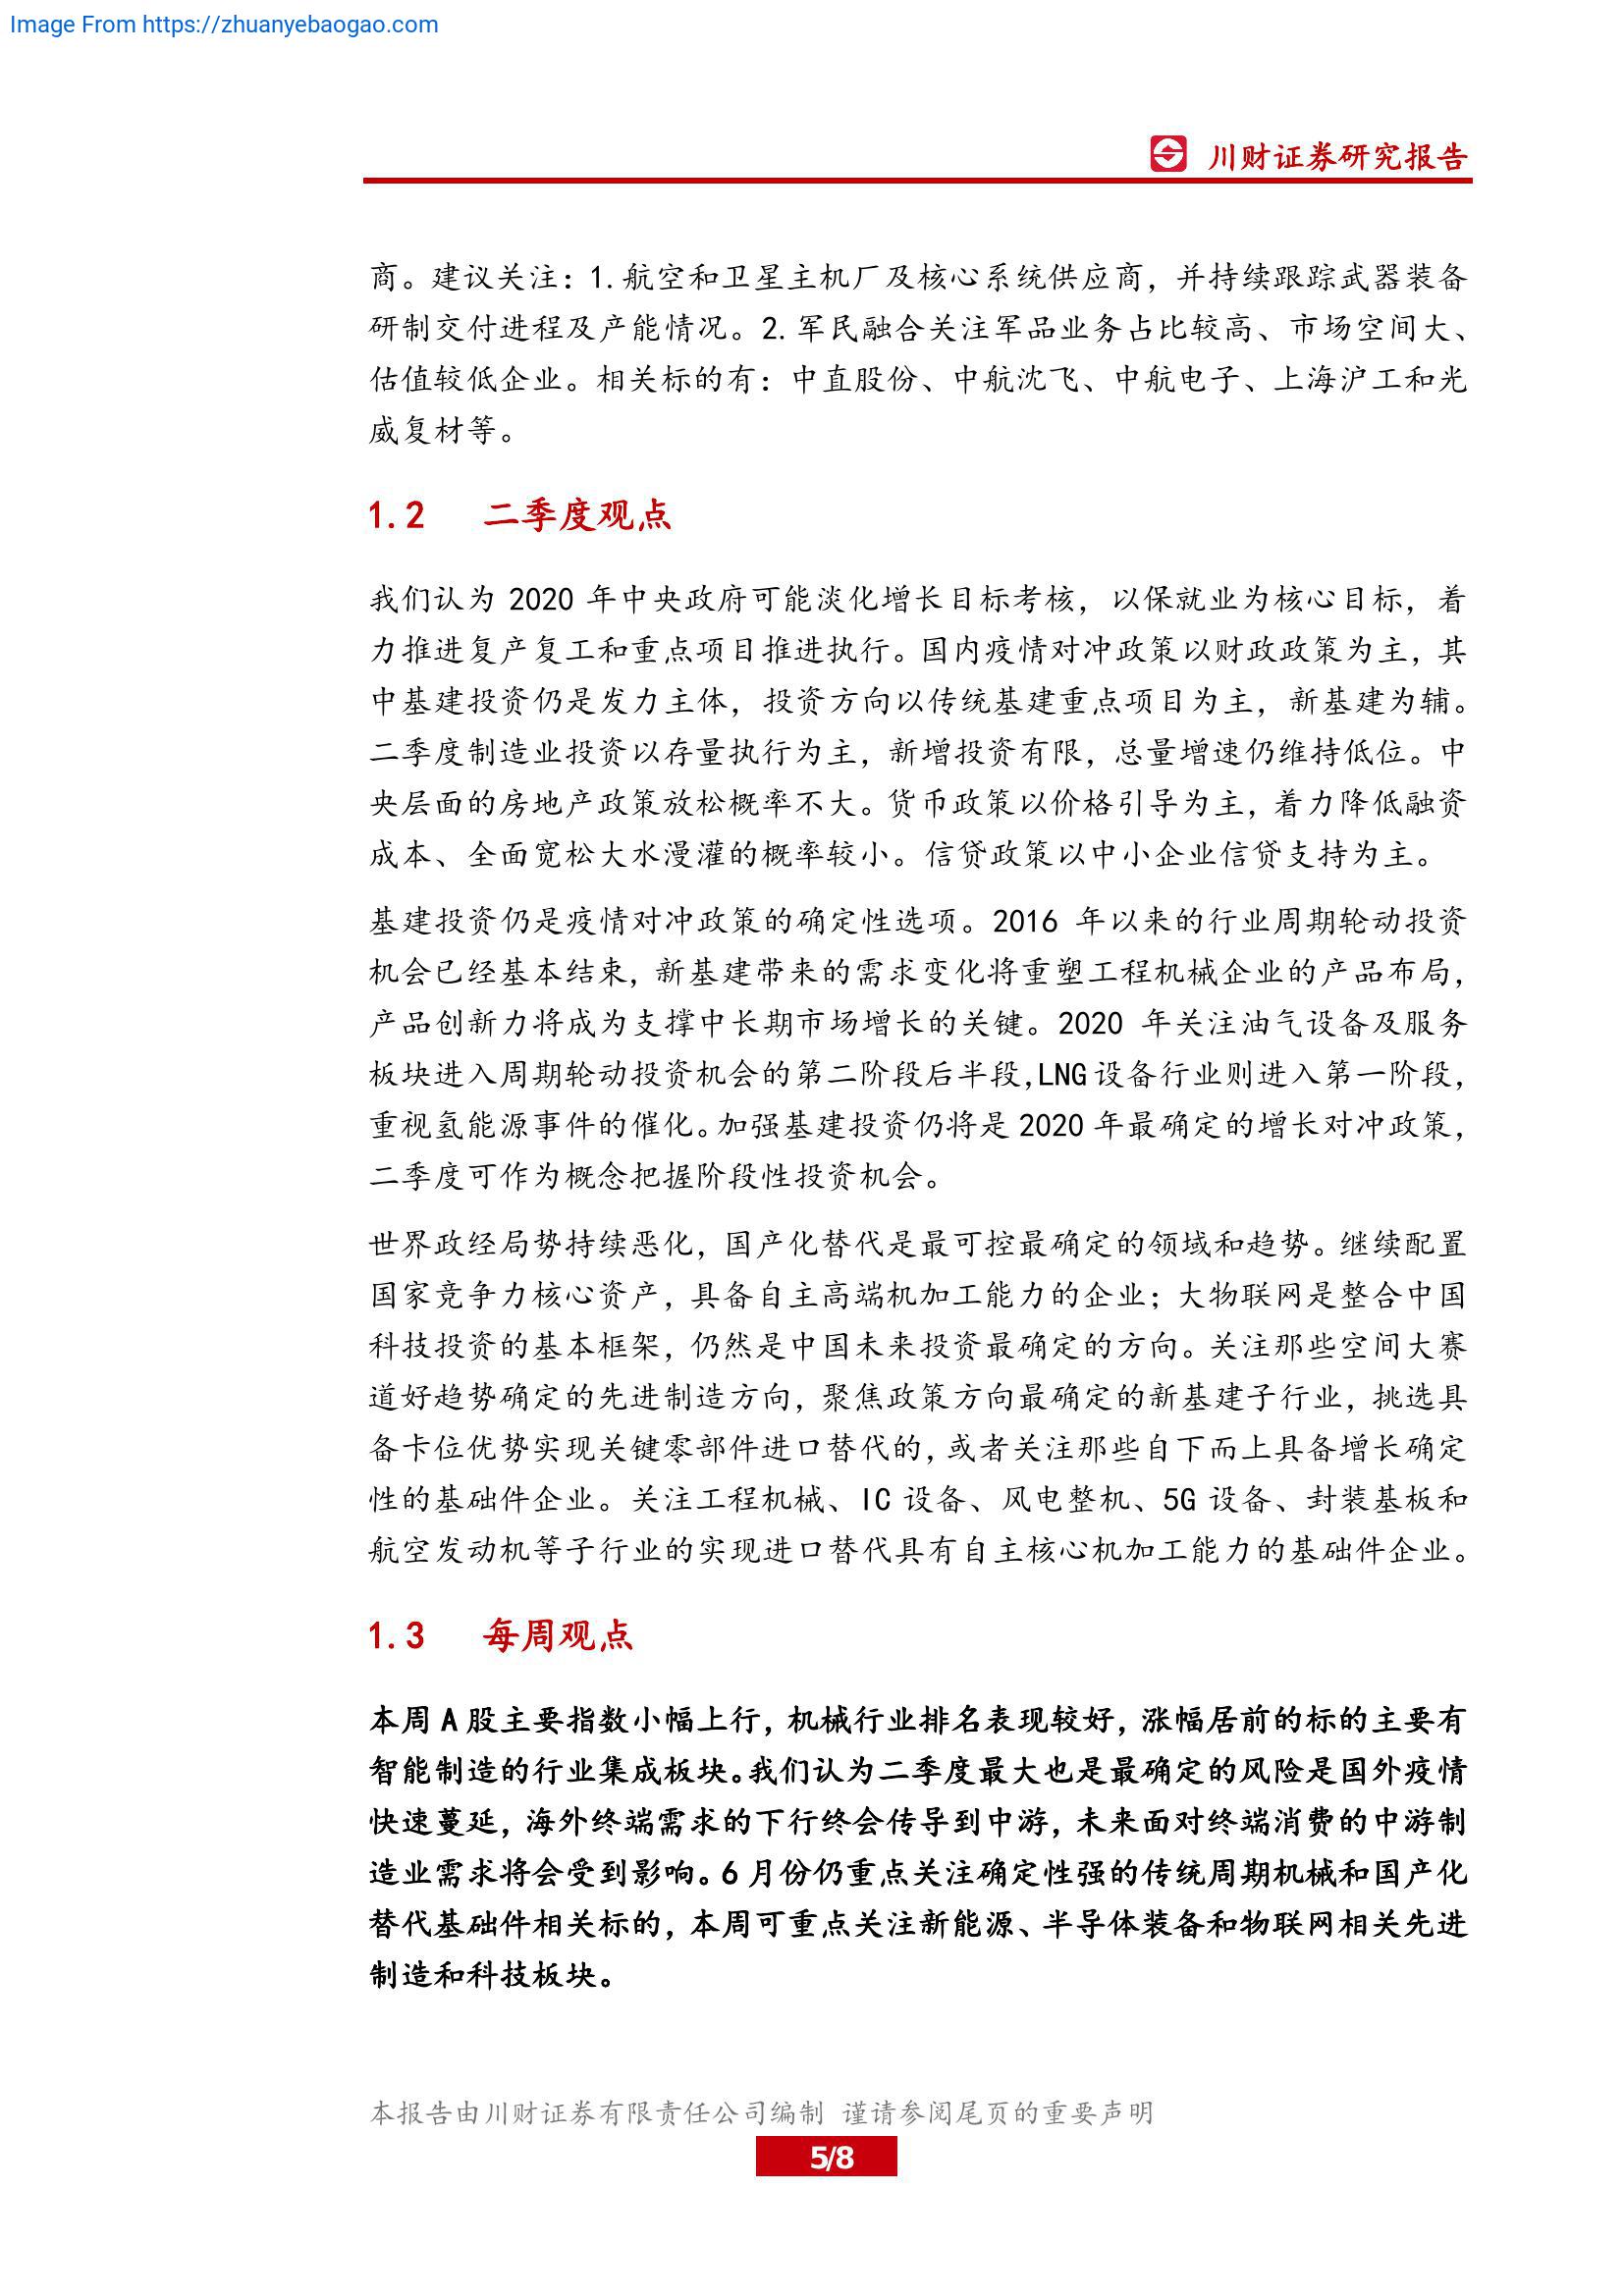 Image From https://zhuanyebaogao.com
川财证券研究报告
商。建议关注：1.航空和卫星主机厂及核心系统供应商，并持续跟踪武器装备
研制交付进程及产能情况。2.军民融合关注军品业务占比较高、市场空间大、
估值较低企业。相关标的有：中直股份、中航沈飞、中航电子、上海沪工和光
威复材等。
1.2 二季度观点
我们认为 2020 年中央政府可能淡化增长目标考核，以保就业为核心目标，着
力推进复产复工和重点项目推进执行。国内疫情对冲政策以财政政策为主，其
中基建投资仍是发力主体，投资方向以传统基建重点项目为主，新基建为辅。
二季度制造业投资以存量执行为主，新增投资有限，总量增速仍维持低位。中
央层面的房地产政策放松概率不大。货币政策以价格引导为主，着力降低融资
成本、全面宽松大水漫灌的概率较小。信贷政策以中小企业信贷支持为主。
基建投资仍是疫情对冲政策的确定性选项。2016 年以来的行业周期轮动投资
机会已经基本结束，新基建带来的需求变化将重塑工程机械企业的产品布局，
产品创新力将成为支撑中长期市场增长的关键。2020 年关注油气设备及服务
板块进入周期轮动投资机会的第二阶段后半段，LNG 设备行业则进入第一阶段，
重视氢能源事件的催化。加强基建投资仍将是 2020 年最确定的增长对冲政策，
二季度可作为概念把握阶段性投资机会。
世界政经局势持续恶化，国产化替代是最可控最确定的领域和趋势。继续配置
国家竞争力核心资产，具备自主高端机加工能力的企业；大物联网是整合中国
科技投资的基本框架，仍然是中国未来投资最确定的方向。关注那些空间大赛
道好趋势确定的先进制造方向，聚焦政策方向最确定的新基建子行业，挑选具
备卡位优势实现关键零部件进口替代的，或者关注那些自下而上具备增长确定
性的基础件企业。关注工程机械、IC 设备、风电整机、5G 设备、封装基板和
航空发动机等子行业的实现进口替代具有自主核心机加工能力的基础件企业。
1.3 每周观点
本周 A 股主要指数小幅上行，机械行业排名表现较好，涨幅居前的标的主要有
智能制造的行业集成板块。我们认为二季度最大也是最确定的风险是国外疫情
快速蔓延，海外终端需求的下行终会传导到中游，未来面对终端消费的中游制
造业需求将会受到影响。6 月份仍重点关注确定性强的传统周期机械和国产化
替代基础件相关标的，本周可重点关注新能源、半导体装备和物联网相关先进
制造和科技板块。
本报告由川财证券有限责任公司编制 谨请参阅尾页的重要声明
5/8